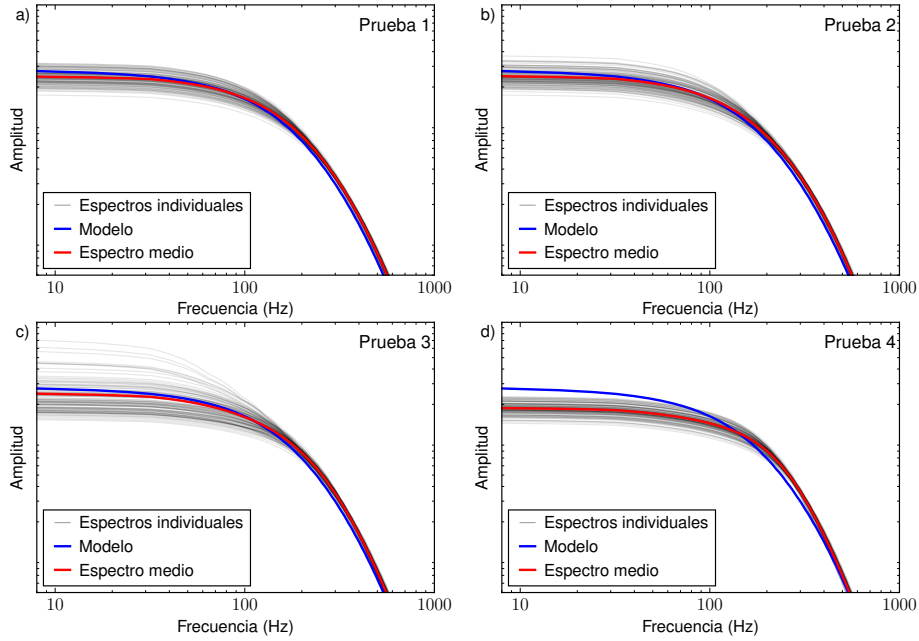 a)
Prueba 1
Amplitud
Espectros individuales
Modelo
Espectro medio
10
100
1000
Frecuencia (Hz)
b)
Prueba 2
Amplitud
Espectros individuales
Modelo
Espectro medio
10
100
1000
Frecuencia (Hz)
c)
Prueba 3
Amplitud
Espectros individuales
Modelo
Espectro medio
10
100
1000
Frecuencia (Hz)
d)
Prueba 4
Amplitud
Espectros individuales
Modelo
Espectro medio
10
100
1000
Frecuencia (Hz)